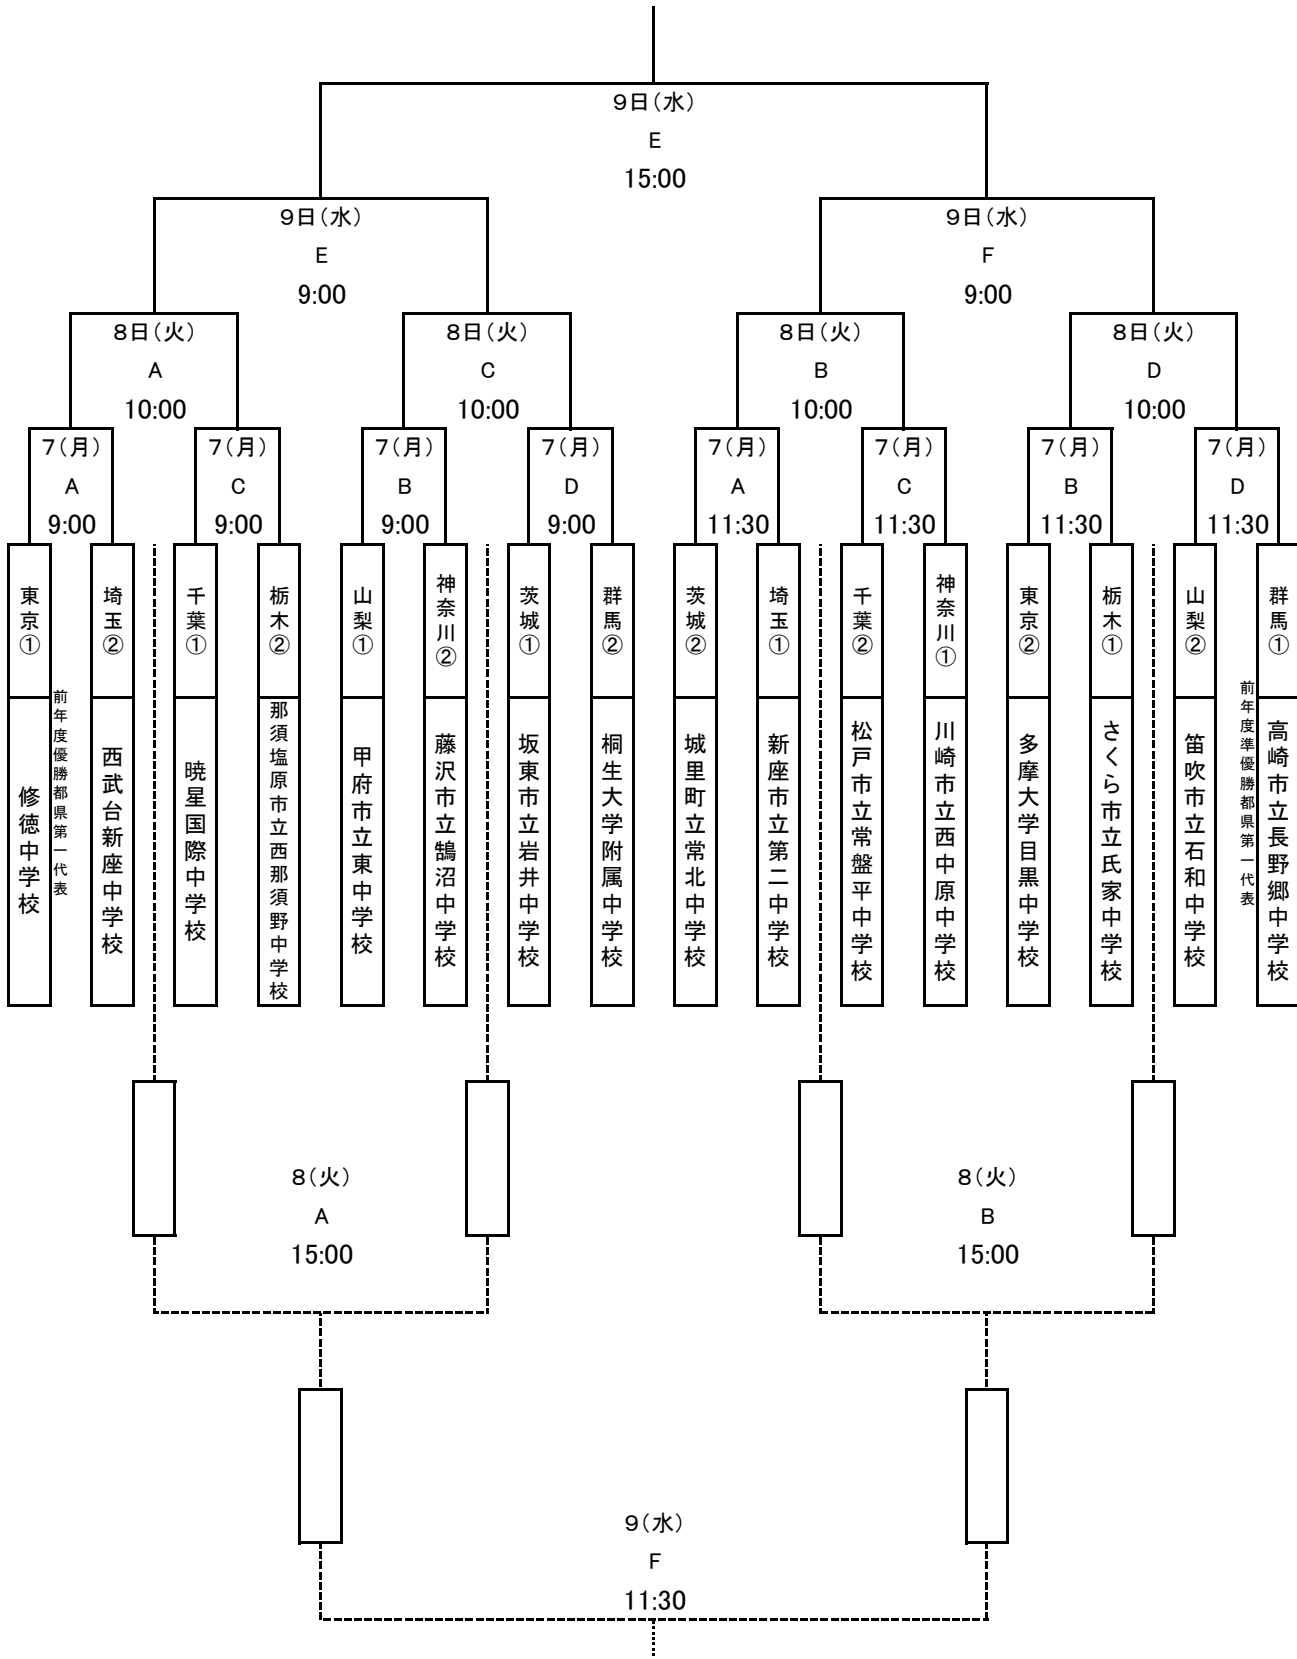 9日(水)
E
15:00
9日(水)
E
9:00
9日(水)
F
9:00
8日(火)
A
10:00
8日(火)
C
10:00
8日(火)
B
10:00
8日(火)
D
10:00
7(月)
A
9:00
7(月)
C
9:00
7(月)
B
9:00
7(月)
D
9:00
7(月)
A
11:30
7(月)
C
11:30
7(月)
B
11:30
7(月)
D
11:30
東京①
修徳中学校
前年度優勝都県第一代表
埼玉②
西武台新座中学校
千葉①
暁星国際中学校
栃木②
那須塩原市立西那須野中学校
山梨①
甲府市立東中学校
神奈川②
藤沢市立鵠沼中学校
茨城①
坂東市立岩井中学校
群馬②
桐生大学附属中学校
茨城②
城里町立常北中学校
埼玉①
新座市立第二中学校
千葉②
松戸市立常盤平中学校
神奈川①
川崎市立西中原中学校
東京②
多摩大学目黒中学校
栃木①
さくら市立氏家中学校
山梨②
笛吹市立石和中学校
前年度準優勝都県第一代表
群馬①
高崎市立長野郷中学校
8(火)
A
15:00
8(火)
B
15:00
9(水)
F
11:30